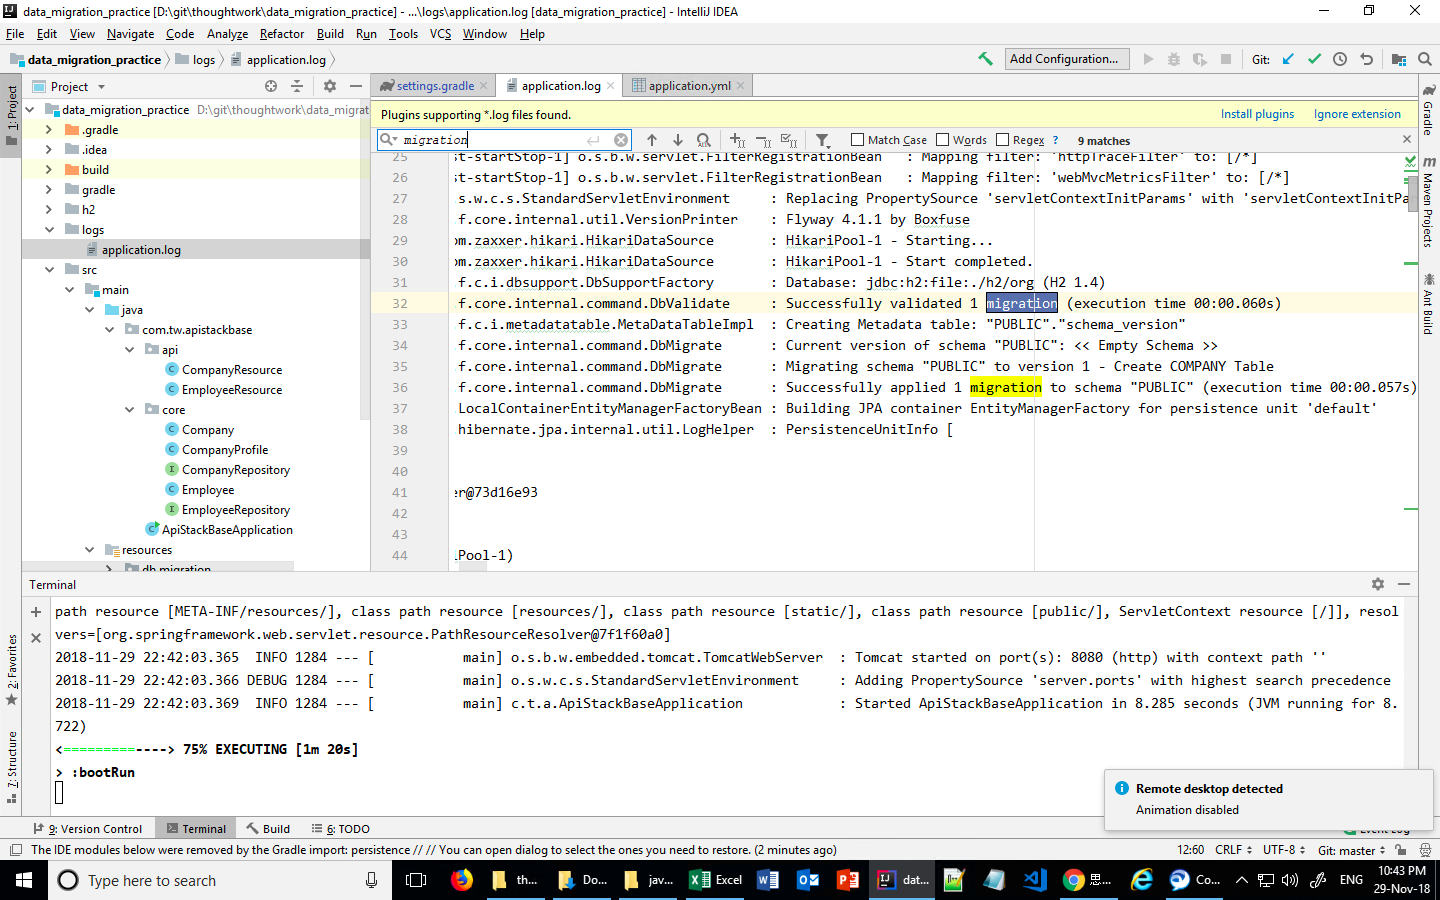 data_migration_practice [D:\git\thoughtwork\data_migration_practice] - ...\logs\application.log [data_migration_practice] - IntelliJ IDEA
File Edit View Navigate Code Analyze Refactor Build Run Tools VCS Window Help
data_migration_practice logs application.log Add Configuration... Git:
Project settings.gradle application.yml application.log
1: Project
data_migration_practice D:\git\thoughtwork\data_migrat
.gradle
.idea
build
gradle
h2
logs
application.log
src
main
java
com.tw.apistackbase
api
CompanyResource
EmployeeResource
core
Company
CompanyProfile
CompanyRepository
Employee
EmployeeRepository
ApiStackBaseApplication
resources
db.migration
Plugins supporting *.log files found. Install plugins Ignore extension
migration Match Case Words Regex ? 9 matches
25 st-startStop-1] o.s.b.w.servlet.FilterRegistrationBean : Mapping filter: 'httpTraceFilter' to: [/*]
26 st-startStop-1] o.s.b.w.servlet.FilterRegistrationBean : Mapping filter: 'webMvcMetricsFilter' to: [/*]
27 s.w.c.s.StandardServletEnvironment : Replacing PropertySource 'servletContextInitParams' with 'servletContextInitPa
28 f.core.internal.util.VersionPrinter : Flyway 4.1.1 by Boxfuse
29 om.zaxxer.hikari.HikariDataSource : HikariPool-1 - Starting...
30 om.zaxxer.hikari.HikariDataSource : HikariPool-1 - Start completed.
31 f.c.i.dbsupport.DbSupportFactory : Database: jdbc:h2:file:./h2/org (H2 1.4)
32 f.core.internal.command.DbValidate : Successfully validated 1 migration (execution time 00:00.060s)
33 f.c.i.metadatatable.MetaDataTableImpl : Creating Metadata table: "PUBLIC"."schema_version"
34 f.core.internal.command.DbMigrate : Current version of schema "PUBLIC": << Empty Schema >>
35 f.core.internal.command.DbMigrate : Migrating schema "PUBLIC" to version 1 - Create COMPANY Table
36 f.core.internal.command.DbMigrate : Successfully applied 1 migration to schema "PUBLIC" (execution time 00:00.057s)
37 LocalContainerEntityManagerFactoryBean : Building JPA container EntityManagerFactory for persistence unit 'default'
38 hibernate.jpa.internal.util.LogHelper : PersistenceUnitInfo [
39
40
41 er@73d16e93
42
43
44 iPool-1)
Gradle
Maven Projects
Ant Build
Terminal
path resource [META-INF/resources/], class path resource [resources/], class path resource [static/], class path resource [public/], ServletContext resource [/]], resol
vers=[org.springframework.web.servlet.resource.PathResourceResolver@7f1f60a0]
2018-11-29 22:42:03.365 INFO 1284 --- [ main] o.s.b.w.embedded.tomcat.TomcatWebServer : Tomcat started on port(s): 8080 (http) with context path ''
2018-11-29 22:42:03.366 DEBUG 1284 --- [ main] o.s.w.c.s.StandardServletEnvironment : Adding PropertySource 'server.ports' with highest search precedence
2018-11-29 22:42:03.369 INFO 1284 --- [ main] c.t.a.ApiStackBaseApplication : Started ApiStackBaseApplication in 8.285 seconds (JVM running for 8.
722)
<=========----> 75% EXECUTING [1m 20s]
> :bootRun
2: Favorites
7: Structure
Remote desktop detected
Animation disabled
9: Version Control Terminal Build 6: TODO Event Log
The IDE modules below were removed by the Gradle import: persistence // // You can open dialog to select the ones you need to restore. (2 minutes ago) 12:60 CRLF UTF-8 Git: master
Type here to search th... Do... jav... Excel dat... 思... Co... ENG 10:43 PM
29-Nov-18